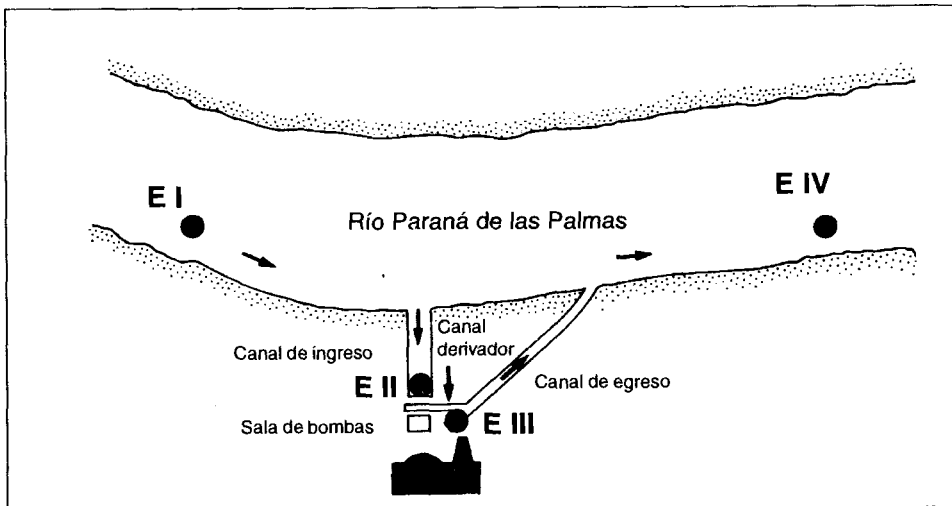 E I
E IV
Río Paraná de las Palmas
Canal de ingreso
Canal
derivador
E II
Canal de egreso
Sala de bombas
E III